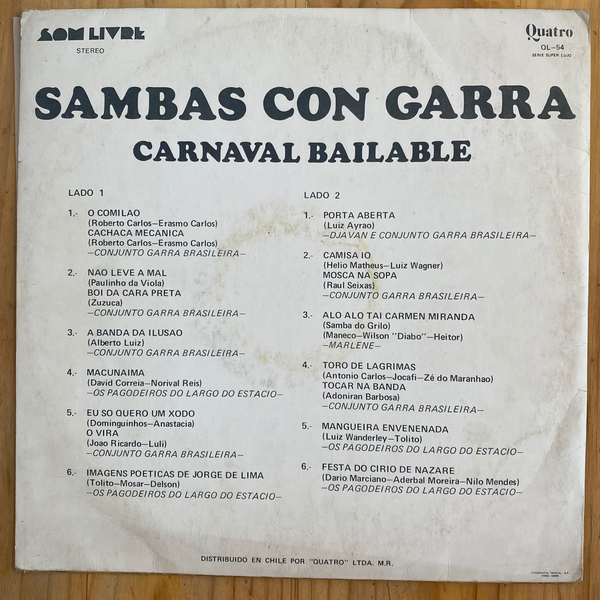 SOM LIVRE
STEREO
Quatro
QL-54
SERIE SUPER LUJO
SAMBAS CON GARRA
CARNAVAL BAILABLE
LADO 1
1.- O COMILAO
(Roberto Carlos—Erasmo Carlos)
CACHACA MECANICA
(Roberto Carlos—Erasmo Carlos)
—CONJUNTO GARRA BRASILEIRA—
2.- NAO LEVE A MAL
(Paulinho da Viola)
BOI DA CARA PRETA
(Zuzuca)
—CONJUNTO GARRA BRASILEIRA—
3.- A BANDA DA ILUSAO
(Alberto Luiz)
—CONJUNTO GARRA BRASILEIRA—
4.- MACUNAIMA
(David Correia—Norival Reis)
—OS PAGODEIROS DO LARGO DO ESTACIO—
5.- EU SO QUERO UM XODO
(Dominguinhos—Anastacia)
O VIRA
(Joao Ricardo—Luli)
—CONJUNTO GARRA BRASILEIRA—
6.- IMAGENS POETICAS DE JORGE DE LIMA
(Tolito—Mosar—Delson)
—OS PAGODEIROS DO LARGO DO ESTACIO—
LADO 2
1.- PORTA ABERTA
(Luiz Ayrao)
—DJAVAN E CONJUNTO GARRA BRASILEIRA—
2.- CAMISA IO
(Helio Matheus—Luiz Wagner)
MOSCA NA SOPA
(Raul Seixas)
—CONJUNTO GARRA BRASILEIRA—
3.- ALO ALO TAI CARMEN MIRANDA
(Samba do Grilo)
(Maneco—Wilson "Diabo"—Heitor)
—MARLENE—
4.- TORO DE LAGRIMAS
(Antonio Carlos—Jocafi—Zé do Maranhao)
TOCAR NA BANDA
(Adoniran Barbosa)
—CONJUNTO GARRA BRASILEIRA—
5.- MANGUEIRA ENVENENADA
(Luiz Wanderley—Tolito)
—OS PAGODEIROS DO LARGO DO ESTACIO—
6.- FESTA DO CIRIO DE NAZARE
(Dario Marciano—Aderbal Moreira—Nilo Mendes)
—OS PAGODEIROS DO LARGO DO ESTACIO—
DISTRIBUIDO EN CHILE POR "QUATRO" LTDA. M.R.